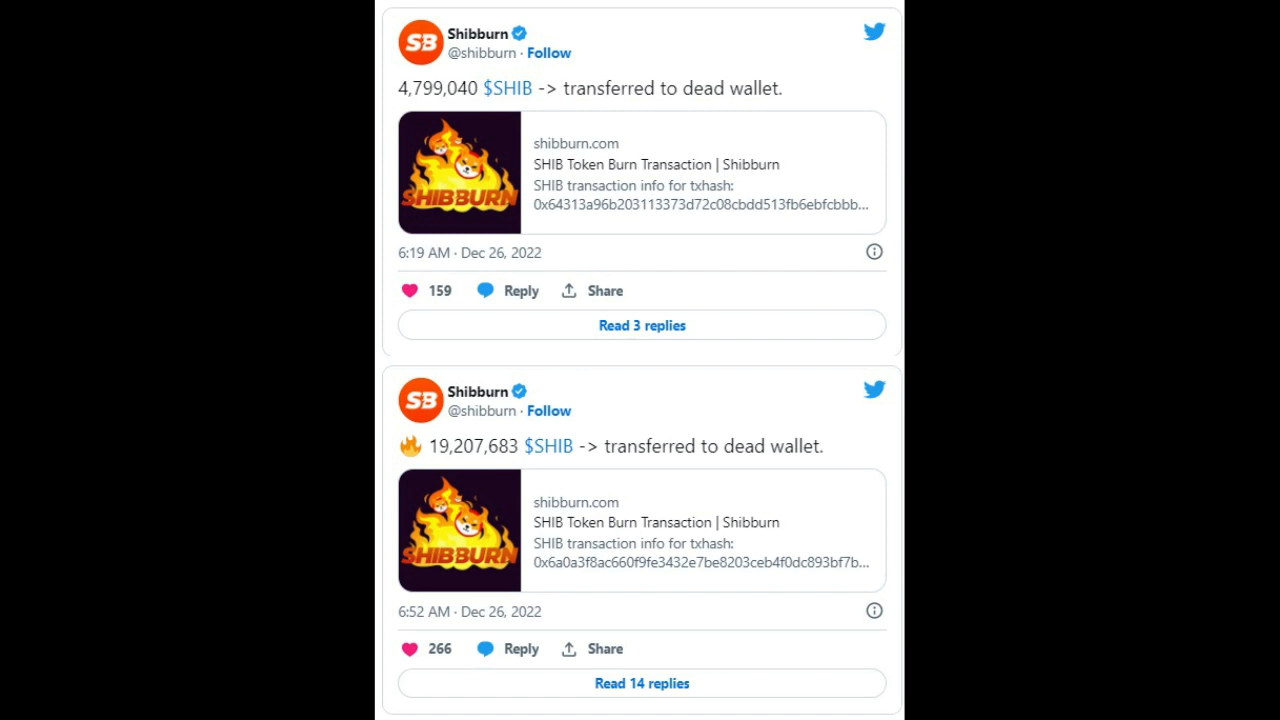 SB Shibburn
@shibburn · Follow
4,799,040 $SHIB -> transferred to dead wallet.
SHIBBURN
shibburn.com
SHIB Token Burn Transaction | Shibburn
SHIB transaction info for txhash:
0x64313a96b203113373d72c08cbdd513fb6ebfcbbb...
6:19 AM · Dec 26, 2022
159 Reply Share
Read 3 replies
SB Shibburn
@shibburn · Follow
🔥 19,207,683 $SHIB -> transferred to dead wallet.
SHIBBURN
shibburn.com
SHIB Token Burn Transaction | Shibburn
SHIB transaction info for txhash:
0x6a0a3f8ac660f9fe3432e7be8203ceb4f0dc893bf7b...
6:52 AM · Dec 26, 2022
266 Reply Share
Read 14 replies